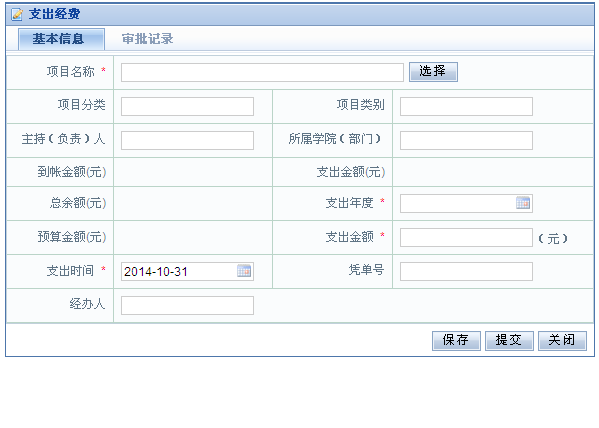 支出经费
基本信息 审批记录
项目名称 * 选择
项目分类 项目类别
主持(负责)人 所属学院(部门)
到帐金额(元) 支出金额(元)
总余额(元) 支出年度 *
预算金额(元) 支出金额 * (元)
支出时间 * 2014-10-31 凭单号
经办人
保存 提交 关闭